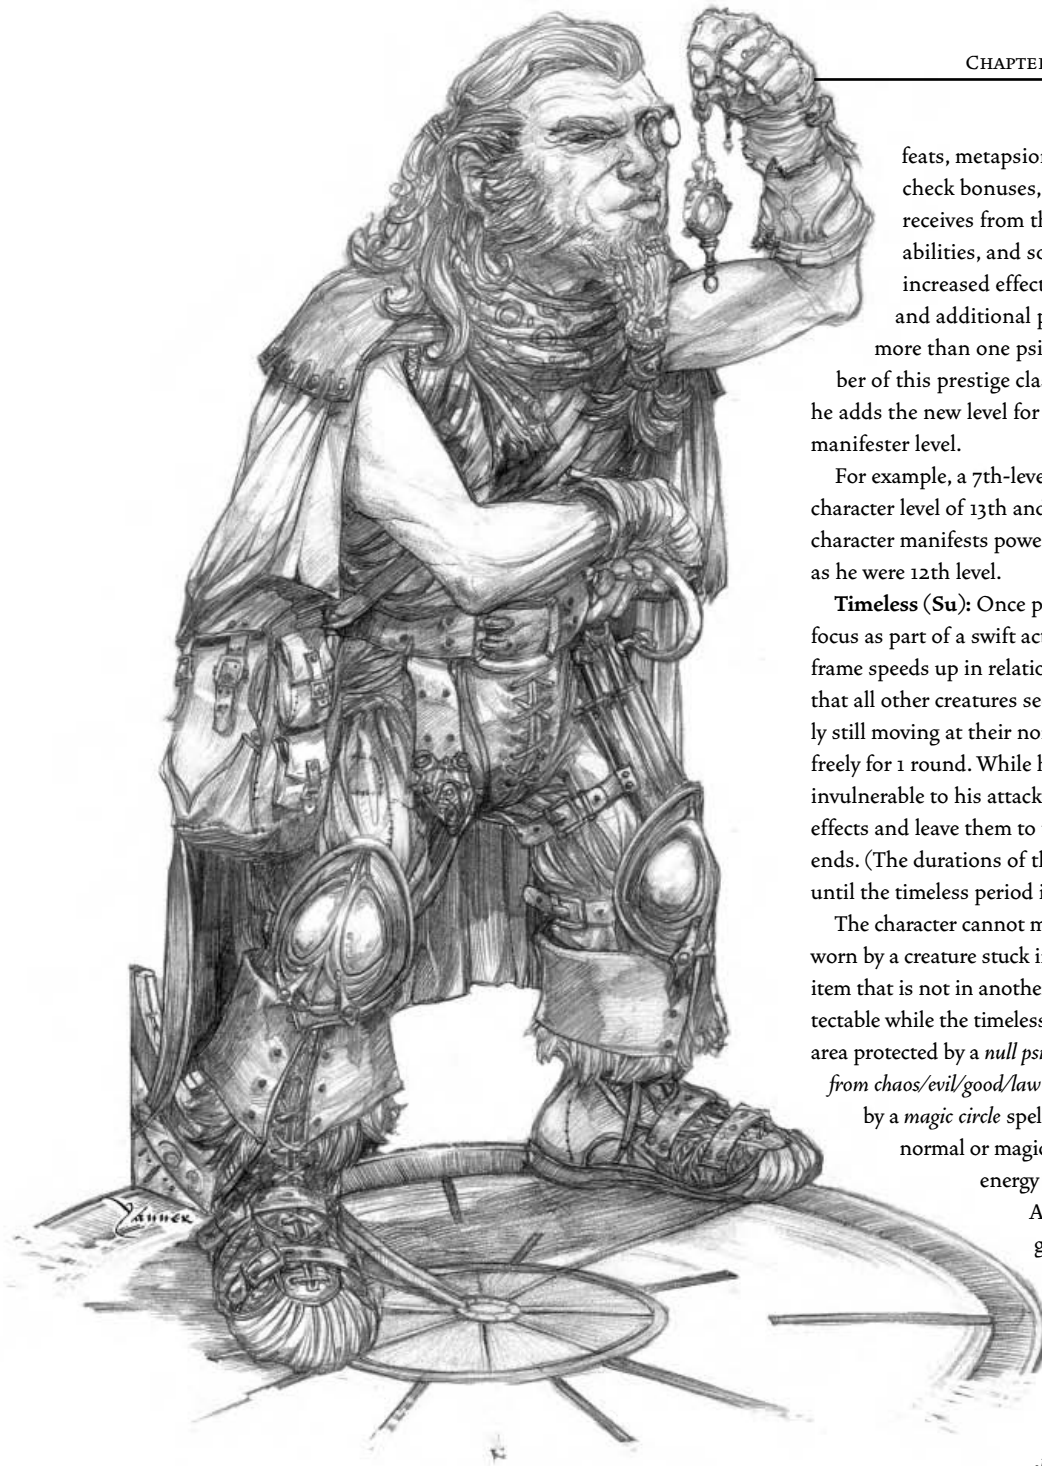 CHAPTER
feats, metapsion
check bonuses,
receives from th
abilities, and so
increased effect
and additional p
more than one psi
ber of this prestige cla
he adds the new level for
manifester level.
For example, a 7th-leve
character level of 13th and
character manifests powe
as he were 12th level.
Timeless (Su): Once p
focus as part of a swift act
frame speeds up in relatio
that all other creatures se
ly still moving at their no
freely for 1 round. While h
invulnerable to his attack
effects and leave them to
ends. (The durations of th
until the timeless period i
The character cannot m
worn by a creature stuck i
item that is not in anothe
tectable while the timeless
area protected by a null psi
from chaos/evil/good/law
by a magic circle spel
normal or magic
energy
A
g
Yanner